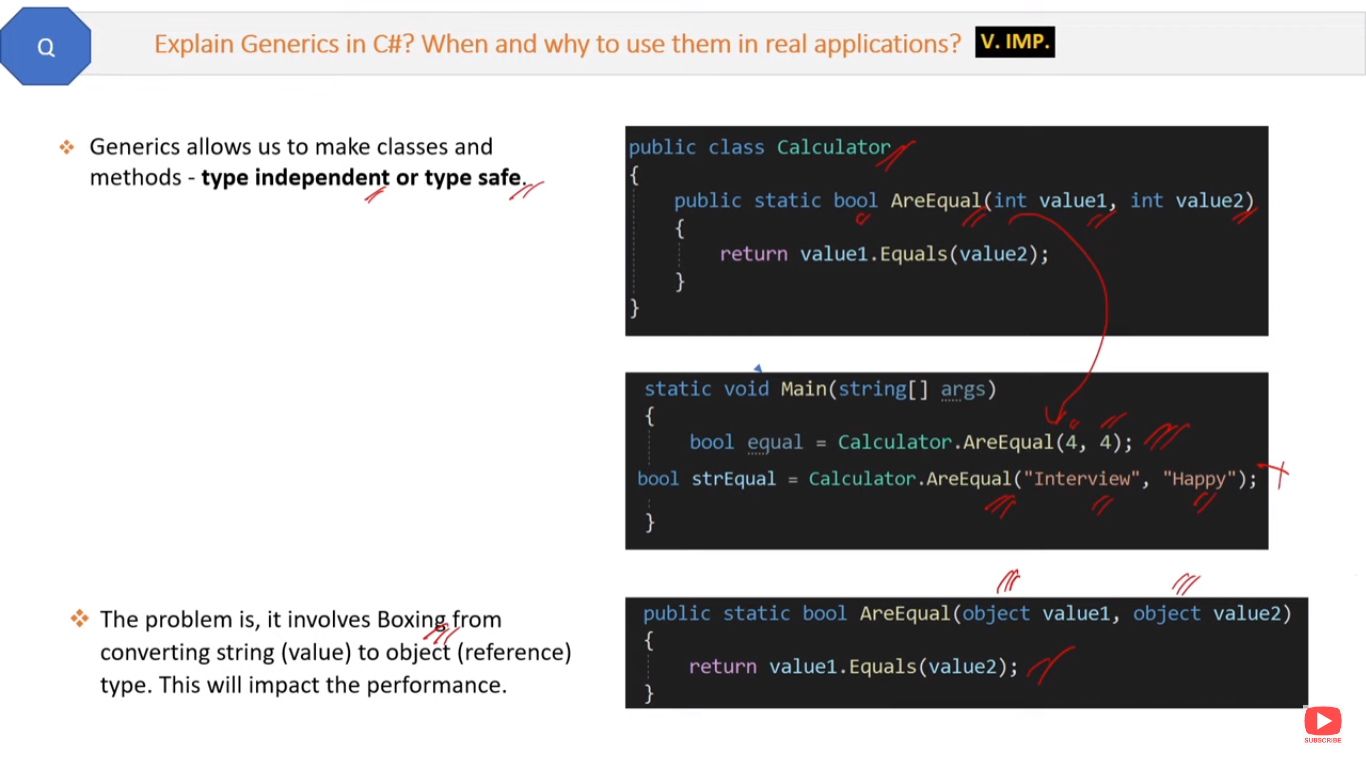 Q
Explain Generics in C#? When and why to use them in real applications? V. IMP.
Generics allows us to make classes and
methods - type independent or type safe.
public class Calculator
{
public static bool AreEqual(int value1, int value2)
{
return value1.Equals(value2);
}
}
static void Main(string[] args)
{
bool equal = Calculator.AreEqual(4, 4);
bool strEqual = Calculator.AreEqual("Interview", "Happy");
}
The problem is, it involves Boxing from
converting string (value) to object (reference)
type. This will impact the performance.
public static bool AreEqual(object value1, object value2)
{
return value1.Equals(value2);
}
SUBSCRIBE